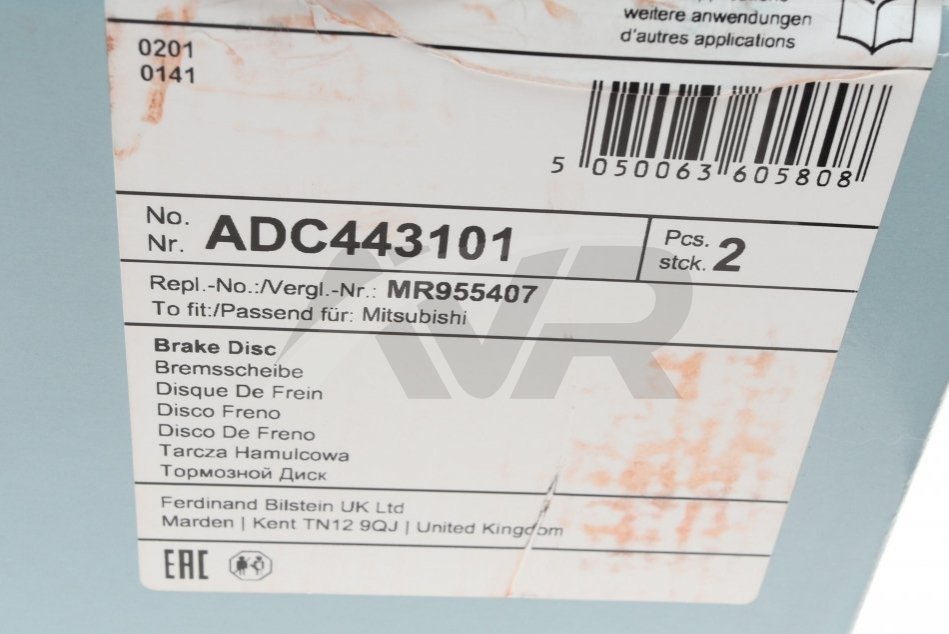 weitere anwendungen
d'autres applications
0201
0141
5 050063 605808
No.
Nr. ADC443101
Pcs.
stck. 2
Repl.-No.:/Vergl.-Nr.: MR955407
To fit:/Passend für: Mitsubishi
Brake Disc
Bremsscheibe
Disque De Frein
Disco Freno
Disco De Freno
Tarcza Hamulcowa
Тормозной Диск
Ferdinand Bilstein UK Ltd
Marden | Kent TN12 9QJ | United Kingdom
EAC
VR